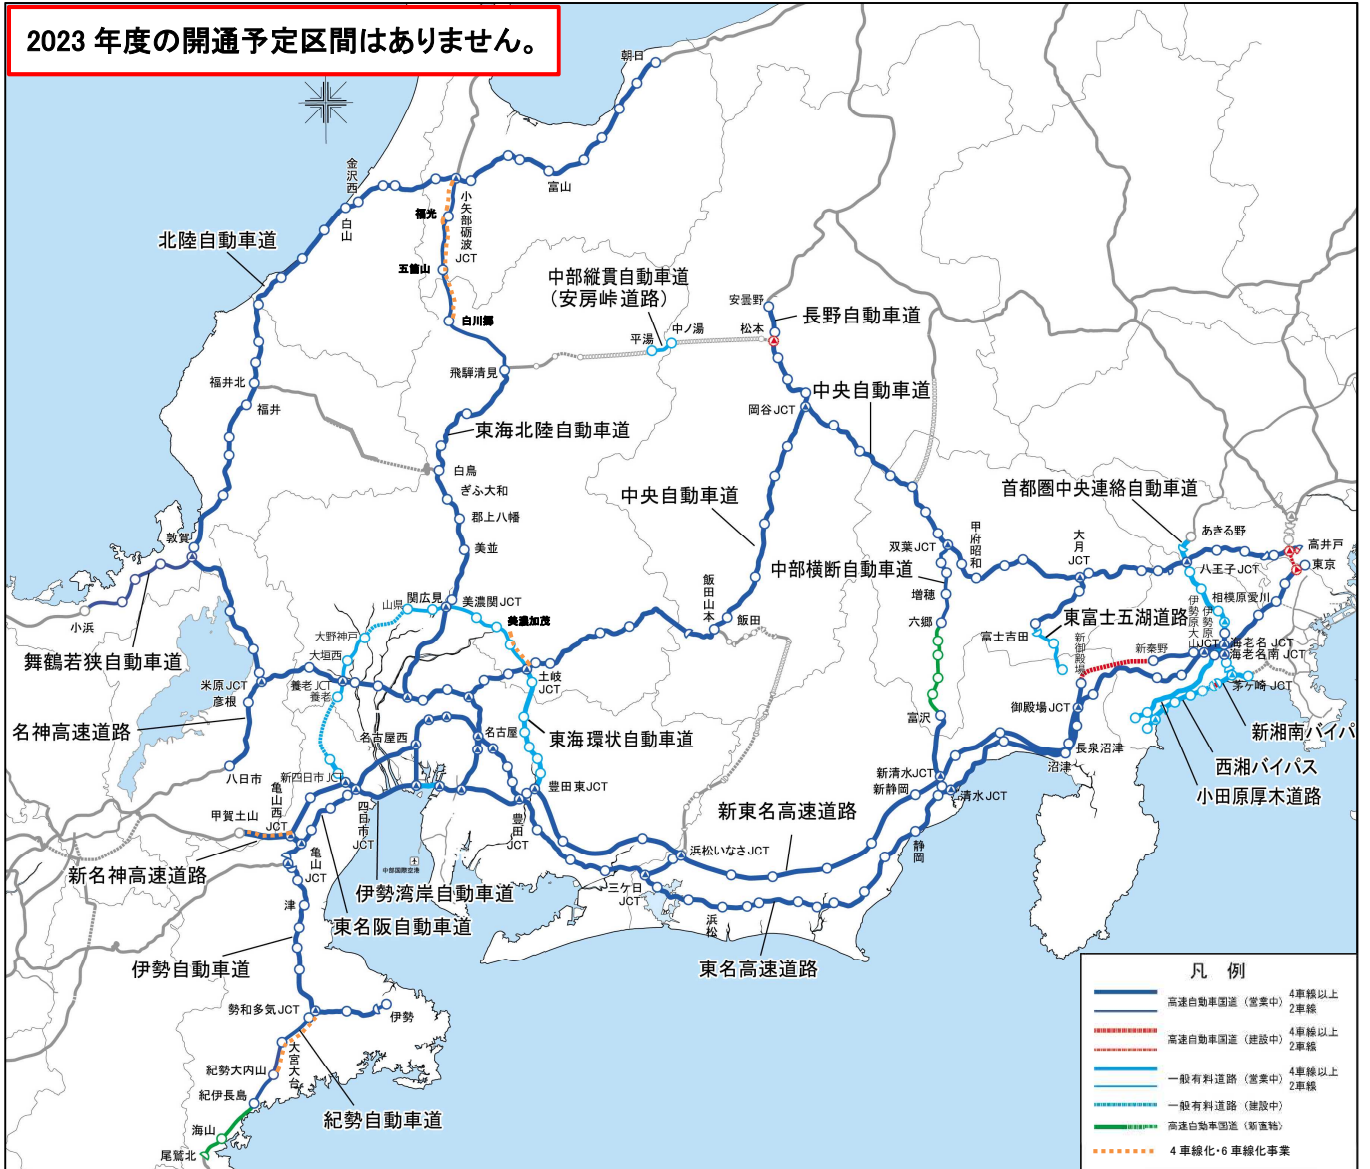 2023 年度の開通予定区間はありません。
朝日
金沢西
白山
富山
小矢部砺波JCT
福光
五箇山
白川郷
北陸自動車道
中部縦貫自動車道
(安房峠道路)
平湯
中ノ湯
安曇野
松本
長野自動車道
飛騨清見
福井北
福井
岡谷JCT
中央自動車道
東海北陸自動車道
白鳥
ぎふ大和
郡上八幡
美並
中央自動車道
首都圏中央連絡自動車道
あきる野
高井戸
東京
敦賀
双葉JCT
甲府昭和
大月JCT
八王子JCT
中部横断自動車道
増穂
六郷
相模原愛川
小浜
舞鶴若狭自動車道
山県
関広見
美濃関JCT
美濃加茂
大野神戸
大垣西
飯田山本
飯田
富士吉田
東富士五湖道路
新御殿場
新秦野
伊勢原大山
伊勢原JCT
海老名JCT
海老名南JCT
茅ヶ崎JCT
米原JCT
彦根
養老JCT
養老
土岐JCT
富沢
御殿場JCT
長泉沼津
沼津
名神高速道路
名古屋西
名古屋
東海環状自動車道
新湘南バイパ
西湘バイパス
小田原厚木道路
八日市
新四日市JCT
豊田東JCT
新清水JCT
新静岡
清水JCT
亀山西JCT
甲賀土山
四日市JCT
豊田JCT
新東名高速道路
静岡
亀山JCT
新名神高速道路
中部国際空港
浜松いなさJCT
三ケ日JCT
伊勢湾岸自動車道
津
東名阪自動車道
浜松
伊勢自動車道
東名高速道路
勢和多気JCT
伊勢
大宮大台
紀勢大内山
紀伊長島
紀勢自動車道
海山
尾鷲北
凡 例
高速自動車国道(営業中) 4車線以上
2車線
高速自動車国道(建設中) 4車線以上
2車線
一般有料道路(営業中) 4車線以上
2車線
一般有料道路(建設中)
高速自動車国道(新直轄)
4車線化・6車線化事業